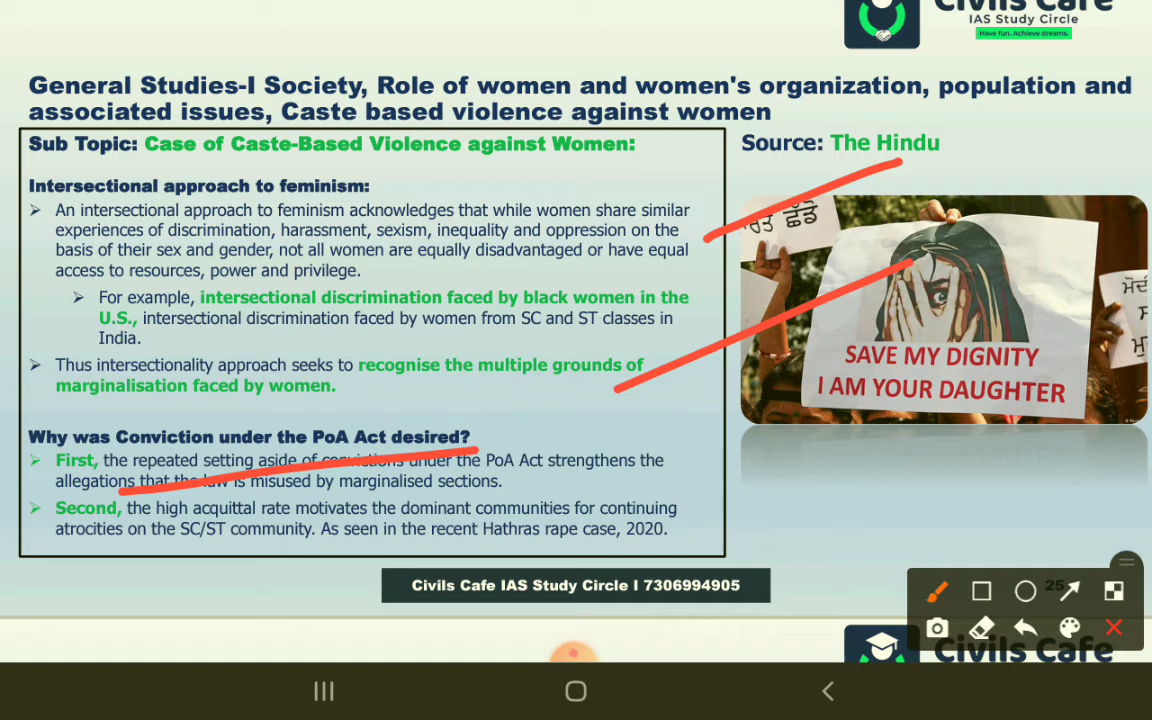 Civils Cafe
IAS Study Circle
Have fun. Achieve dreams.
General Studies-I Society, Role of women and women's organization, population and
associated issues, Caste based violence against women
Sub Topic: Case of Caste-Based Violence against Women:
Source: The Hindu
Intersectional approach to feminism:
An intersectional approach to feminism acknowledges that while women share similar
experiences of discrimination, harassment, sexism, inequality and oppression on the
basis of their sex and gender, not all women are equally disadvantaged or have equal
access to resources, power and privilege.
For example, intersectional discrimination faced by black women in the
U.S., intersectional discrimination faced by women from SC and ST classes in
India.
Thus intersectionality approach seeks to recognise the multiple grounds of
marginalisation faced by women.
ਛੱਡੋ
ਮੋਦੀ
SAVE MY DIGNITY
I AM YOUR DAUGHTER
Why was Conviction under the PoA Act desired?
First, the repeated setting aside of convictions under the PoA Act strengthens the
allegations that the law is misused by marginalised sections.
Second, the high acquittal rate motivates the dominant communities for continuing
atrocities on the SC/ST community. As seen in the recent Hathras rape case, 2020.
Civils Cafe IAS Study Circle I 7306994905
25
Civils Cafe